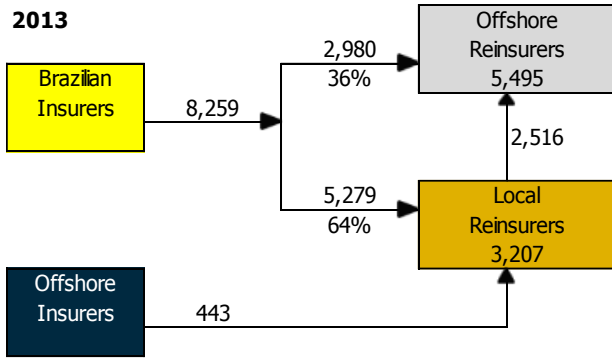 2013
Brazilian
Insurers
8,259
2,980
36%
Offshore
Reinsurers
5,495
2,516
5,279
64%
Local
Reinsurers
3,207
Offshore
Insurers
443